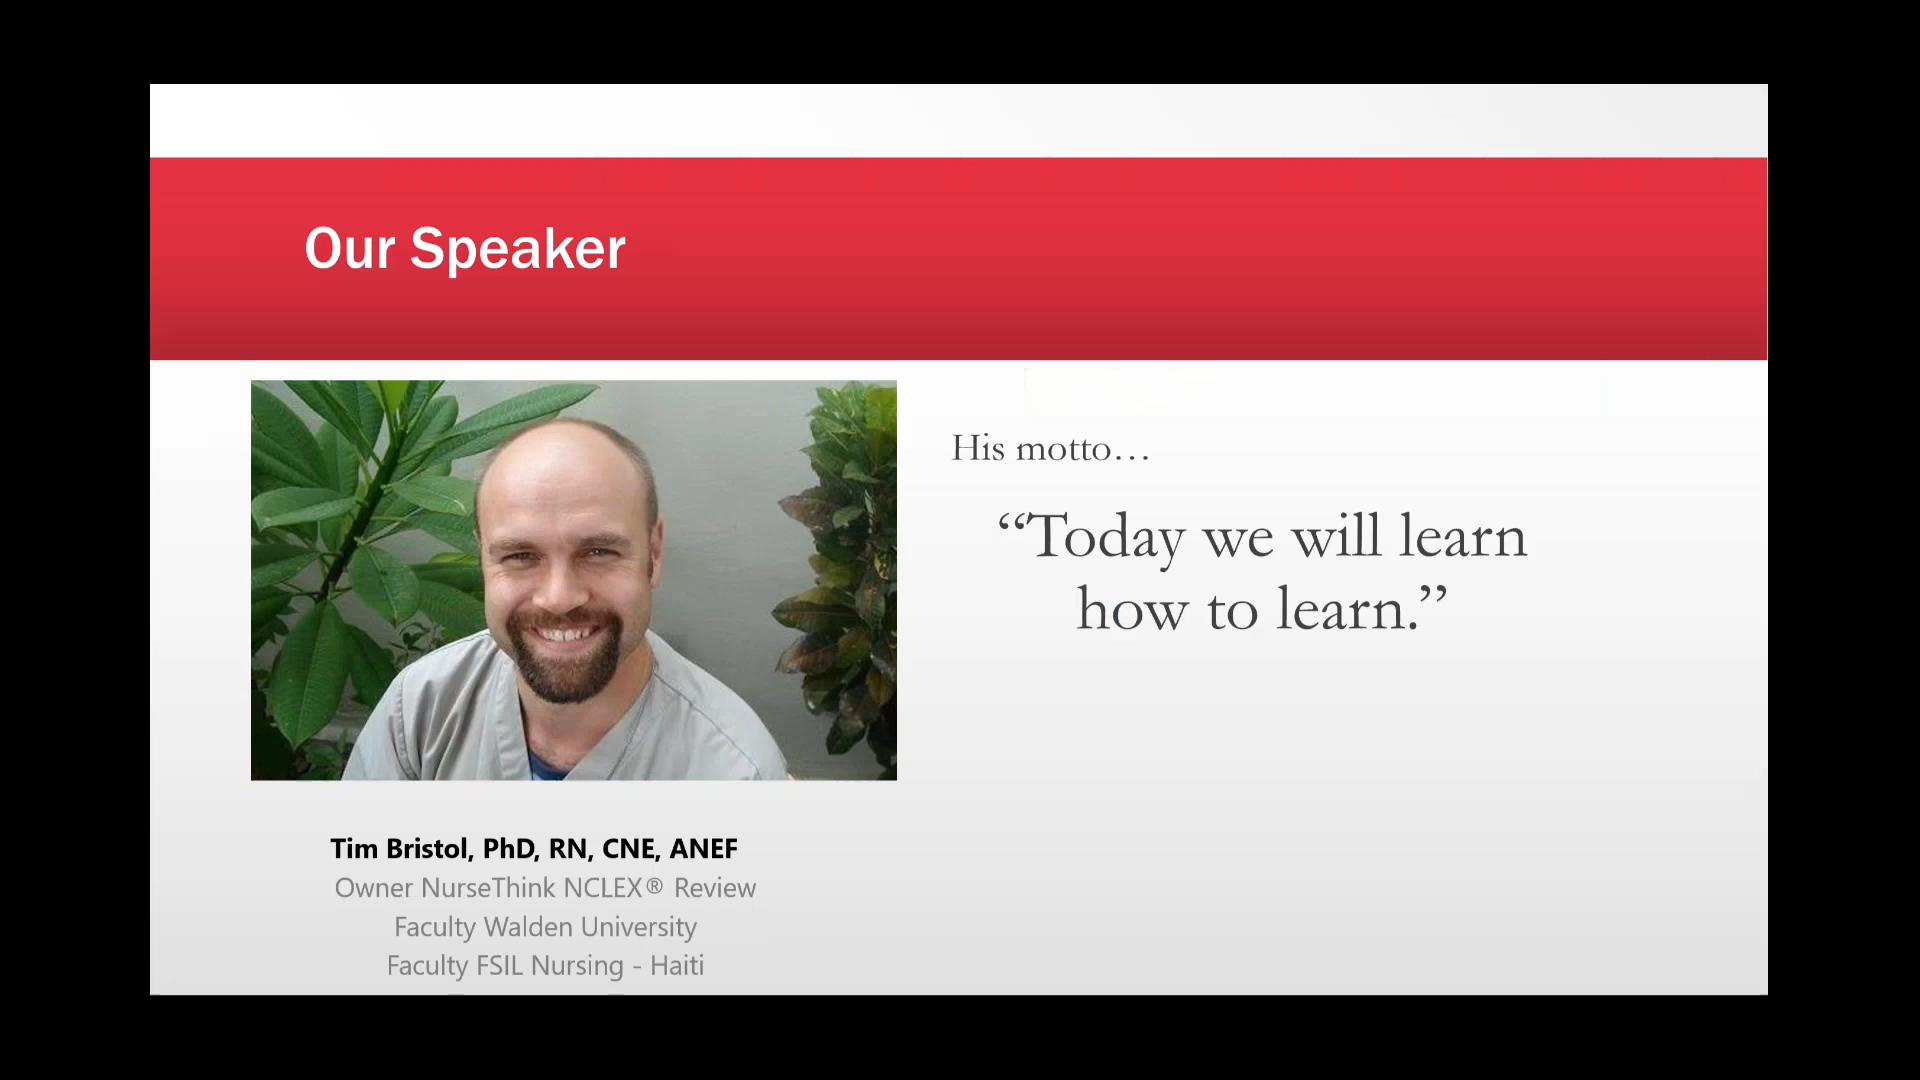 Our Speaker
His motto…
“Today we will learn
how to learn.”
Tim Bristol, PhD, RN, CNE, ANEF
Owner NurseThink NCLEX® Review
Faculty Walden University
Faculty FSIL Nursing - Haiti